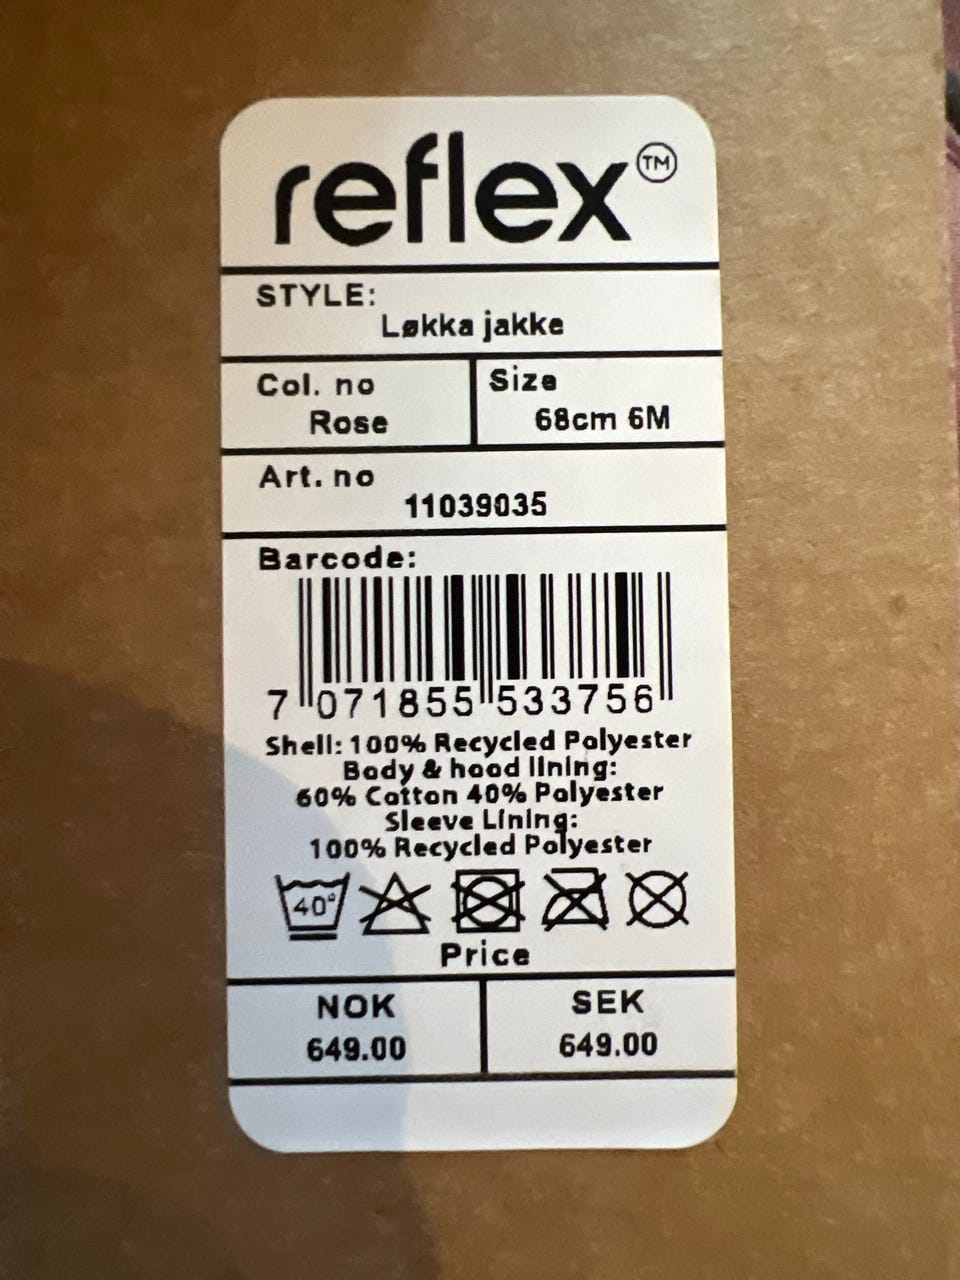 reflex™
STYLE:
Løkka jakke
Col. no
Rose
Size
68cm 6M
Art. no
11039035
Barcode:
7 071855 533756
Shell: 100% Recycled Polyester
Body & hood lining:
60% Cotton 40% Polyester
Sleeve Lining:
100% Recycled Polyester
40°
Price
NOK
649.00
SEK
649.00